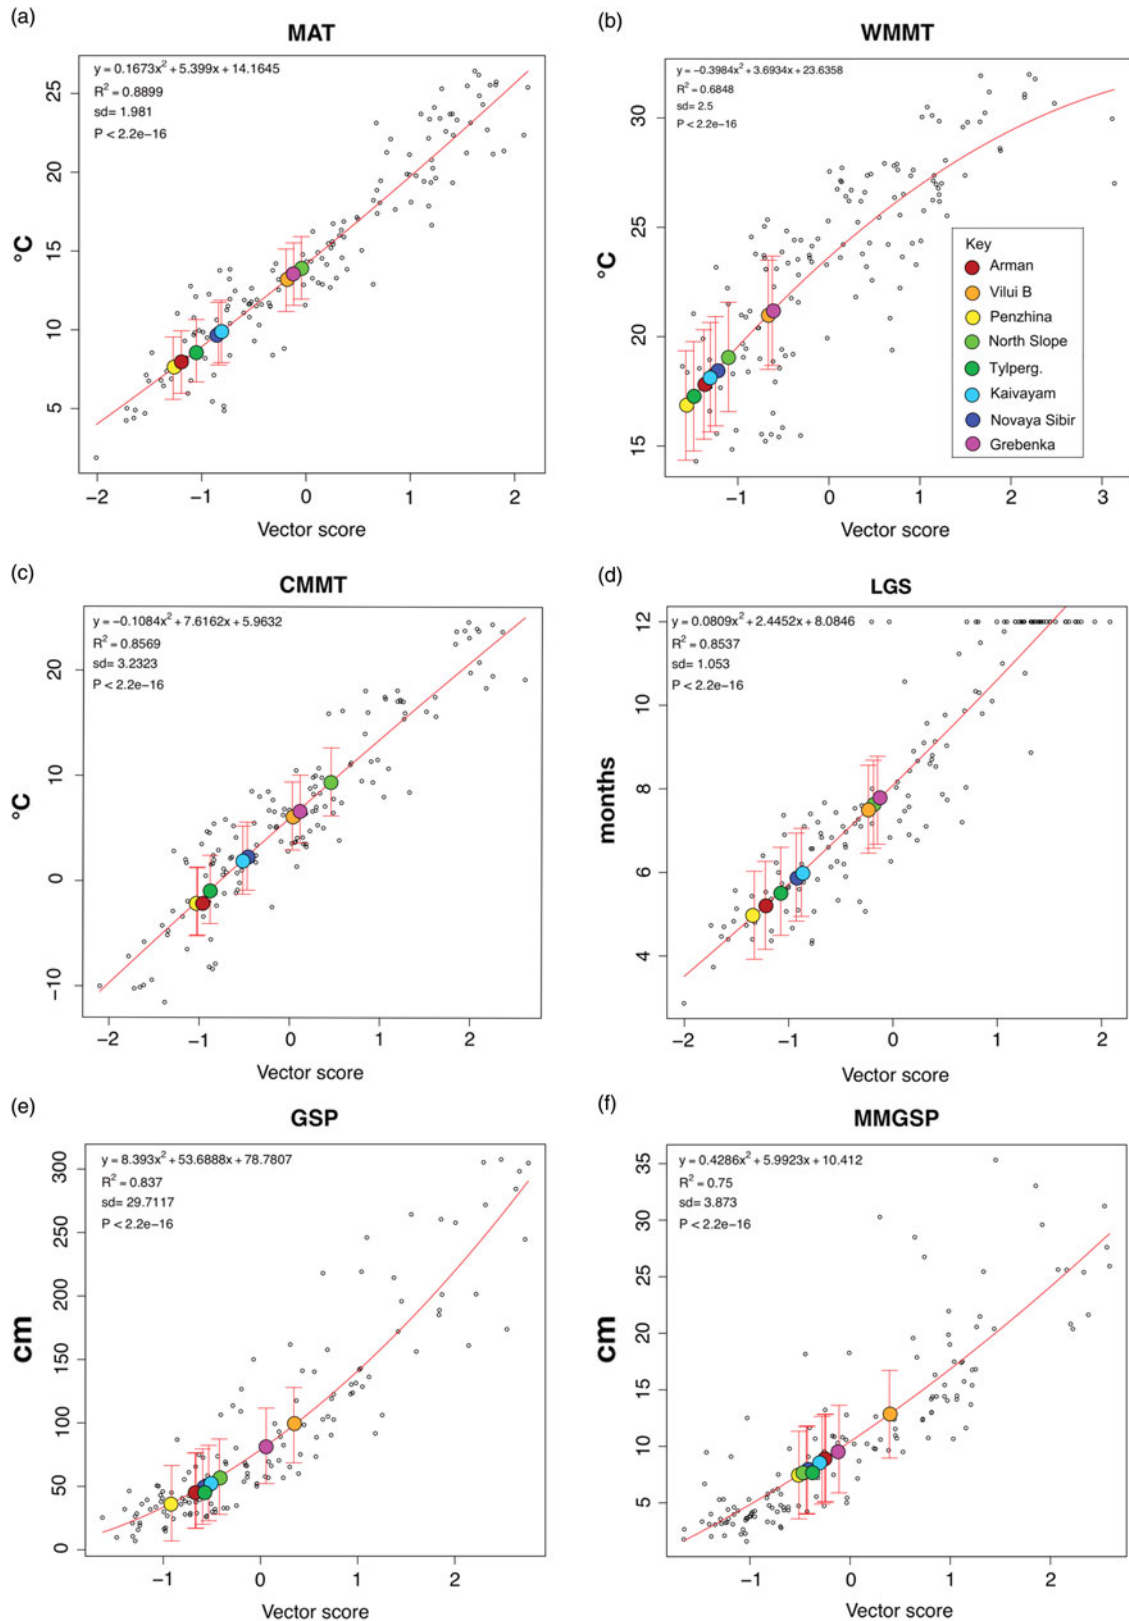 (a)
MAT
y = 0.1673x² + 5.399x + 14.1645
R² = 0.8899
sd= 1.981
P < 2.2e−16
°C
25
20
15
10
5
−2 −1 0 1 2
Vector score
(b)
WMMT
y = −0.3984x² + 3.6934x + 23.6358
R² = 0.6848
sd = 2.5
P < 2.2e−16
°C
30
25
20
15
−1 0 1 2 3
Vector score
Key
Arman
Vilui B
Penzhina
North Slope
Tylperg.
Kaivayam
Novaya Sibir
Grebenka
(c)
CMMT
y = −0.1084x² + 7.6162x + 5.9632
R² = 0.8569
sd= 3.2323
P < 2.2e−16
°C
20
10
0
−10
−2 −1 0 1 2
Vector score
(d)
LGS
y = 0.0809x² + 2.4452x + 8.0846
R² = 0.8537
sd= 1.053
P < 2.2e−16
months
12
10
8
6
4
−2 −1 0 1 2
Vector score
(e)
GSP
y = 8.393x² + 53.6888x + 78.7807
R² = 0.837
sd= 29.7117
P < 2.2e−16
cm
300
250
200
150
100
50
0
−1 0 1 2
Vector score
(f)
MMGSP
y = 0.4286x² + 5.9923x + 10.412
R² = 0.75
sd= 3.873
P < 2.2e−16
cm
35
30
25
20
15
10
5
−1 0 1 2
Vector score